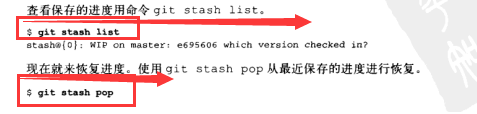 查看保存的进度用命令 git stash list。
$ git stash list
stash@{0}: WIP on master: e695606 which version checked in?
现在就来恢复进度。使用 git stash pop 从最近保存的进度进行恢复。
$ git stash pop